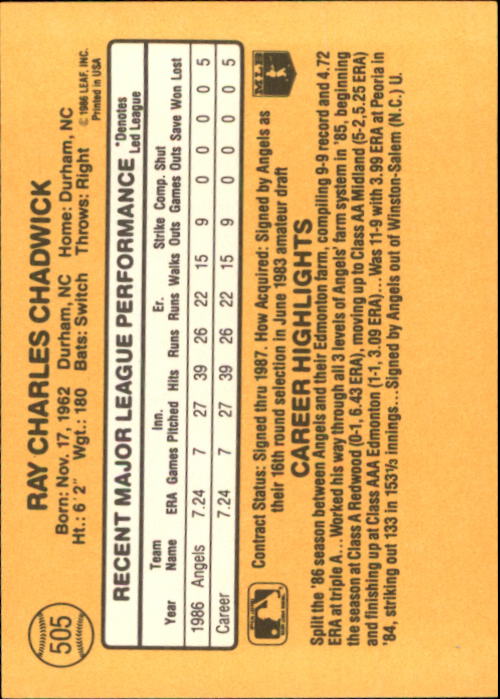 505
RAY CHARLES CHADWICK
Born: Nov. 17, 1962 Durham, NC Home: Durham, NC
Ht.: 6' 2" Wgt.: 180 Bats: Switch Throws: Right
© 1986 LEAF, INC.
Printed in USA
RECENT MAJOR LEAGUE PERFORMANCE *Denotes Led League
Team Inn. Er. Strike Comp. Shut
Year Name ERA Games Pitched Hits Runs Runs Walks Outs Games Outs Save Won Lost
1986 Angels 7.24 7 27 39 26 22 15 9 0 0 0 0 5
Career 7.24 7 27 39 26 22 15 9 0 0 0 0 5
Contract Status: Signed thru 1987. How Acquired: Signed by Angels as
their 16th round selection in June 1983 amateur draft
MLB
CAREER HIGHLIGHTS
Split the '86 season between Angels and their Edmonton farm, compiling 9-9 record and 4.72
ERA at triple A... Worked his way through all 3 levels of Angels' farm system in '85, beginning
the season at Class A Redwood (0-1, 6.43 ERA), moving up to Class AA Midland (5-2, 5.25 ERA)
and finishing up at Class AAA Edmonton (1-1, 3.09 ERA)... Was 11-9 with 3.99 ERA at Peoria in
'84, striking out 133 in 153⅓ innings... Signed by Angels out of Winston-Salem (N.C.) U.